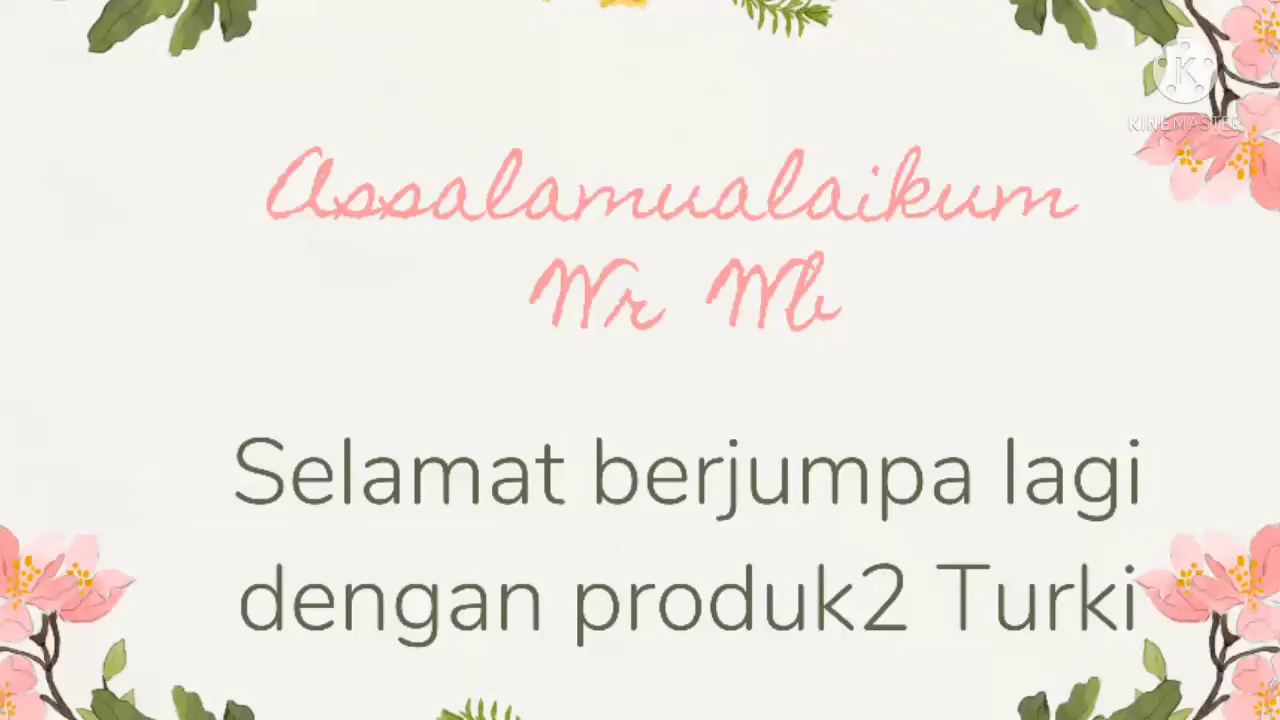 KINEMASTER
Assalamualaikum
Wr Wb
Selamat berjumpa lagi
dengan produk2 Turki